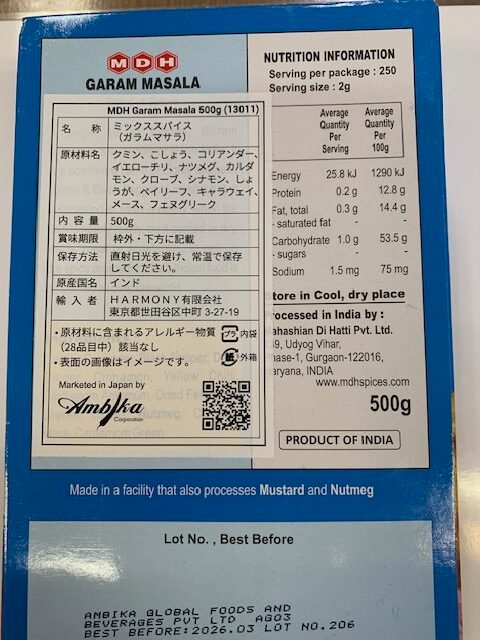 MDH
GARAM MASALA
MDH Garam Masala 500g (13011)
名 称 ミックススパイス
(ガラムマサラ)
原材料名 クミン、こしょう、コリアンダー、
イエローチリ、ナツメグ、カルダ
モン、クローブ、シナモン、しょ
うが、ベイリーフ、キャラウェイ、
メース、フェヌグリーク
内 容 量 500g
賞味期限 枠外・下方に記載
保存方法 直射日光を避け、常温で保存
してください。
原産国名 インド
輸 入 者 HARMONY有限会社
東京都世田谷区中町 3-27-19
・原材料に含まれるアレルギー物質
(28品目中) 該当なし
・表面の画像はイメージです。
プラ 内袋
紙 外箱
Marketed in Japan by
Ambika
Corporation
NUTRITION INFORMATION
Serving per package : 250
Serving size : 2g
Average Quantity Per Serving
Average Quantity Per 100g
Energy 25.8 kJ 1290 kJ
Protein 0.2 g 12.8 g
Fat, total 0.3 g 14.4 g
- saturated fat - -
Carbohydrate 1.0 g 53.5 g
- sugars - -
Sodium 1.5 mg 75 mg
tore in Cool, dry place
ocessed in India by :
ahashian Di Hatti Pvt. Ltd.
9, Udyog Vihar,
hase-1, Gurgaon-122016,
aryana, INDIA
www.mdhspices.com
500g
PRODUCT OF INDIA
Made in a facility that also processes Mustard and Nutmeg
Lot No. , Best Before
AMBIKA GLOBAL FOODS AND
BEVERAGES PVT LTD AG03
BEST BEFORE:2026.03 LOT NO.206